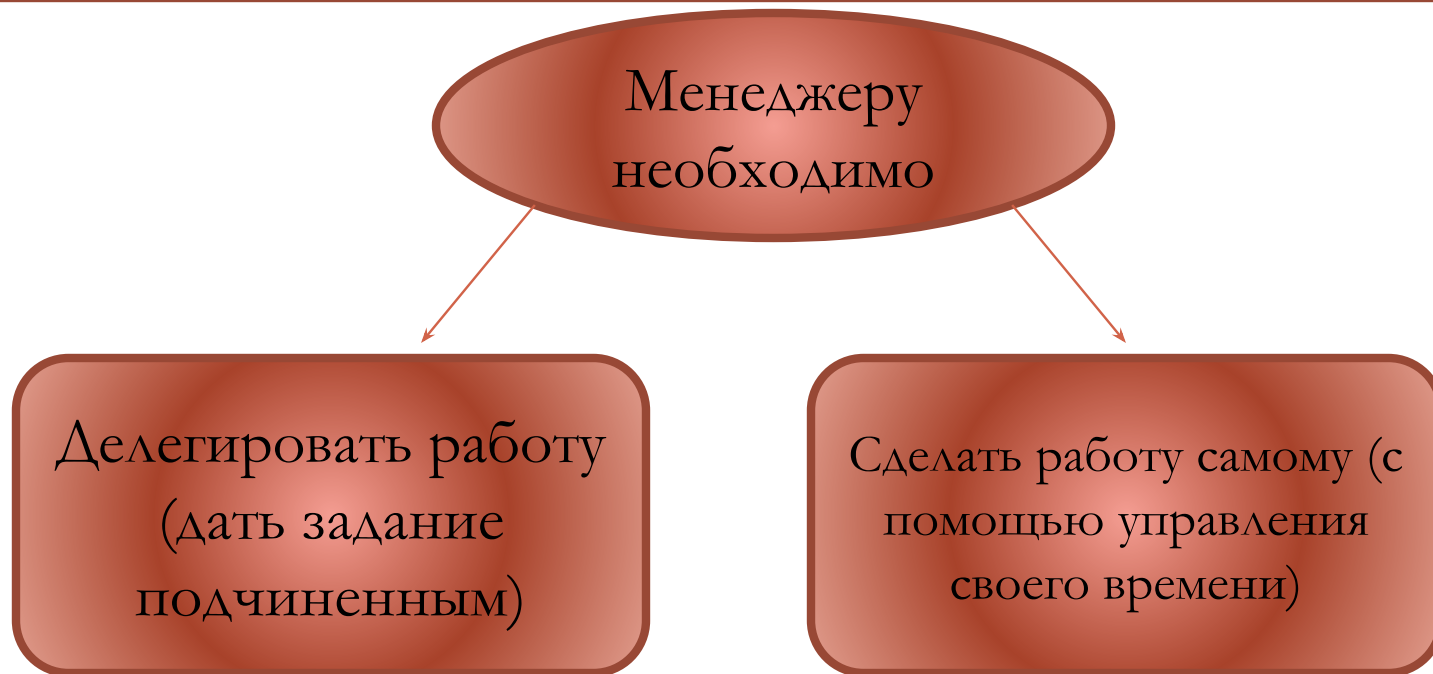 Менеджеру
необходимо
Делегировать работу
(дать задание
подчиненным)
Сделать работу самому (с
помощью управления
своего времени)